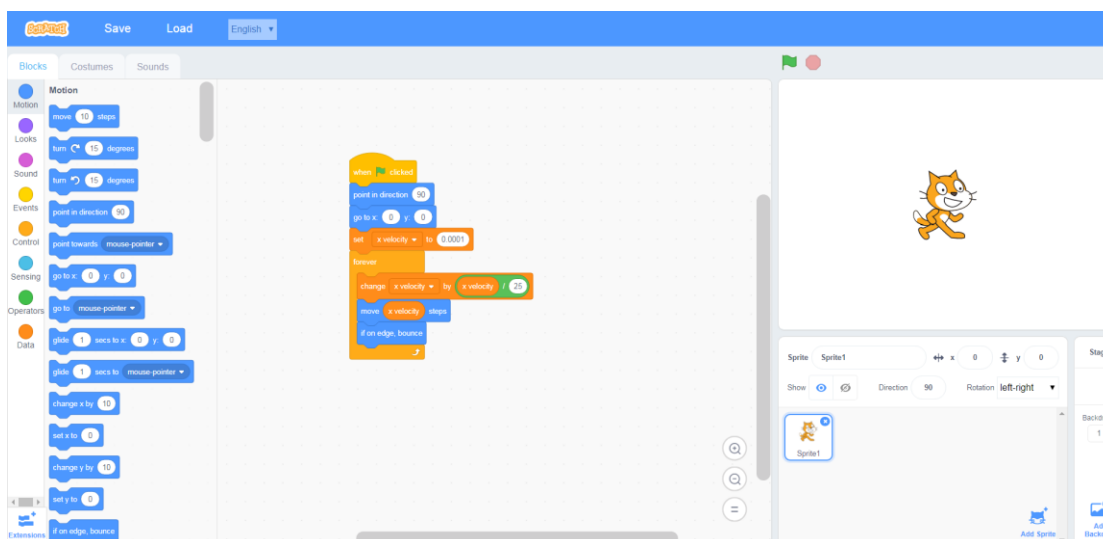 SCRATCH Save Load English
Blocks Costumes Sounds
Motion
Looks
Sound
Events
Control
Sensing
Operators
Data
Extensions
Motion
move 10 steps
turn 15 degrees
turn 15 degrees
point in direction 90
point towards mouse-pointer
go to x: 0 y: 0
go to mouse-pointer
glide 1 secs to x: 0 y: 0
glide 1 secs to mouse-pointer
change x by 10
set x to 0
change y by 10
set y to 0
if on edge, bounce
when clicked
point in direction 90
go to x: 0 y: 0
set x velocity to 0.0001
forever
change x velocity by x velocity / 25
move x velocity steps
if on edge, bounce
Sprite Sprite1 x 0 y 0
Show Direction 90 Rotation left-right
Sprite1
Add Sprite
1